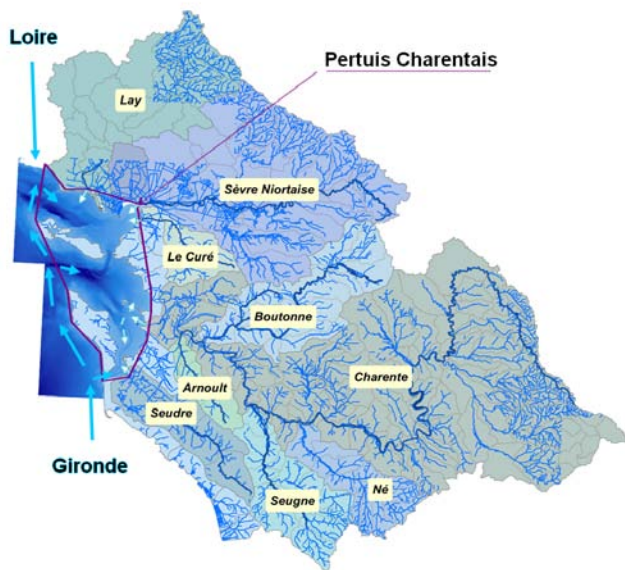 Loire
Pertuis Charentais
Lay
Sèvre Niortaise
Le Curé
Boutonne
Charente
Arnoult
Seudre
Gironde
Né
Seugne